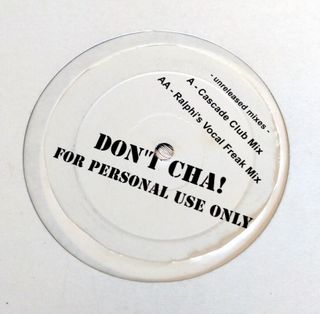 - unreleased mixes -
A - Cascade Club Mix
AA - Ralphi's Vocal Freak Mix
DON'T CHA!
FOR PERSONAL USE ONLY